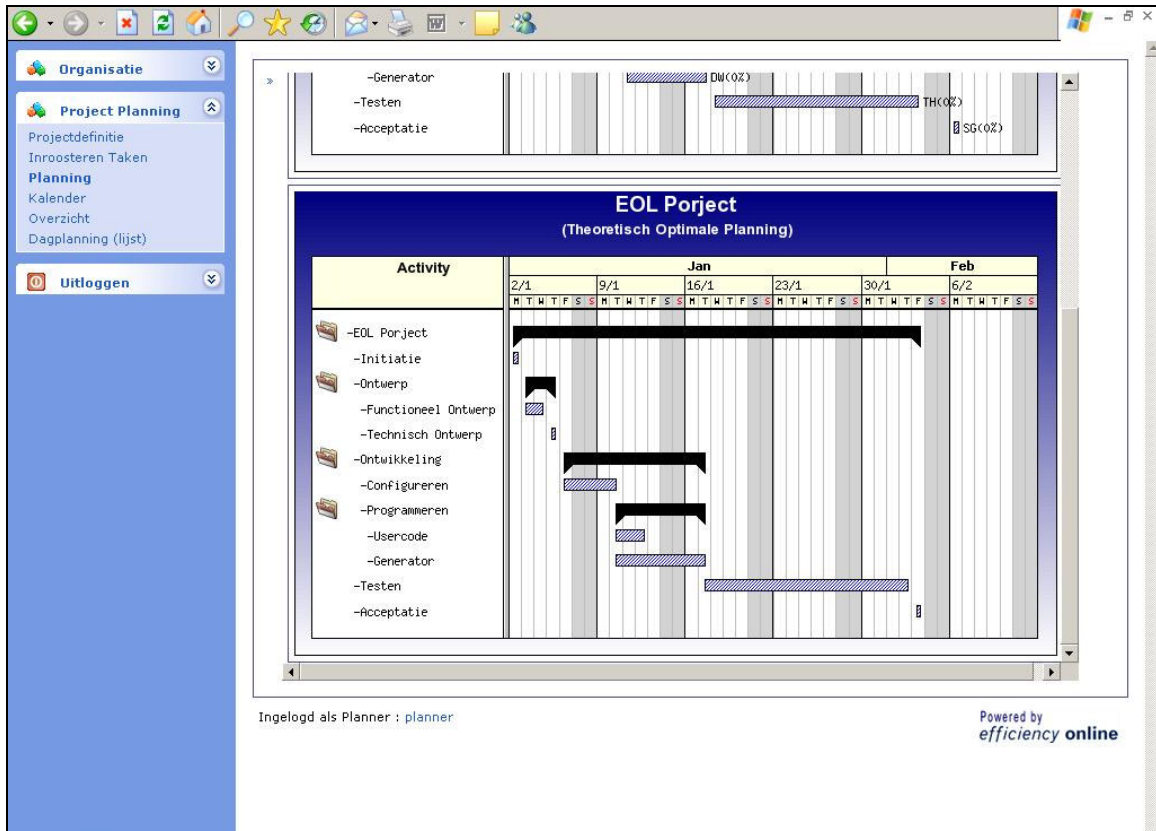 Organisatie
Project Planning
Projectdefinitie
Inroosteren Taken
Planning
Kalender
Overzicht
Dagplanning (lijst)
Uitloggen
»
-Generator DW(0%)
-Testen TH(0%)
-Acceptatie SG(0%)
EOL Porject
(Theoretisch Optimale Planning)
Activity Jan Feb
2/1 9/1 16/1 23/1 30/1 6/2
M T W T F S S M T W T F S S M T W T F S S M T W T F S S M T W T F S S M T W T F S S
-EOL Porject
-Initiatie
-Ontwerp
-Functioneel Ontwerp
-Technisch Ontwerp
-Ontwikkeling
-Configureren
-Programmeren
-Usercode
-Generator
-Testen
-Acceptatie
Ingelogd als Planner : planner
Powered by
efficiency online